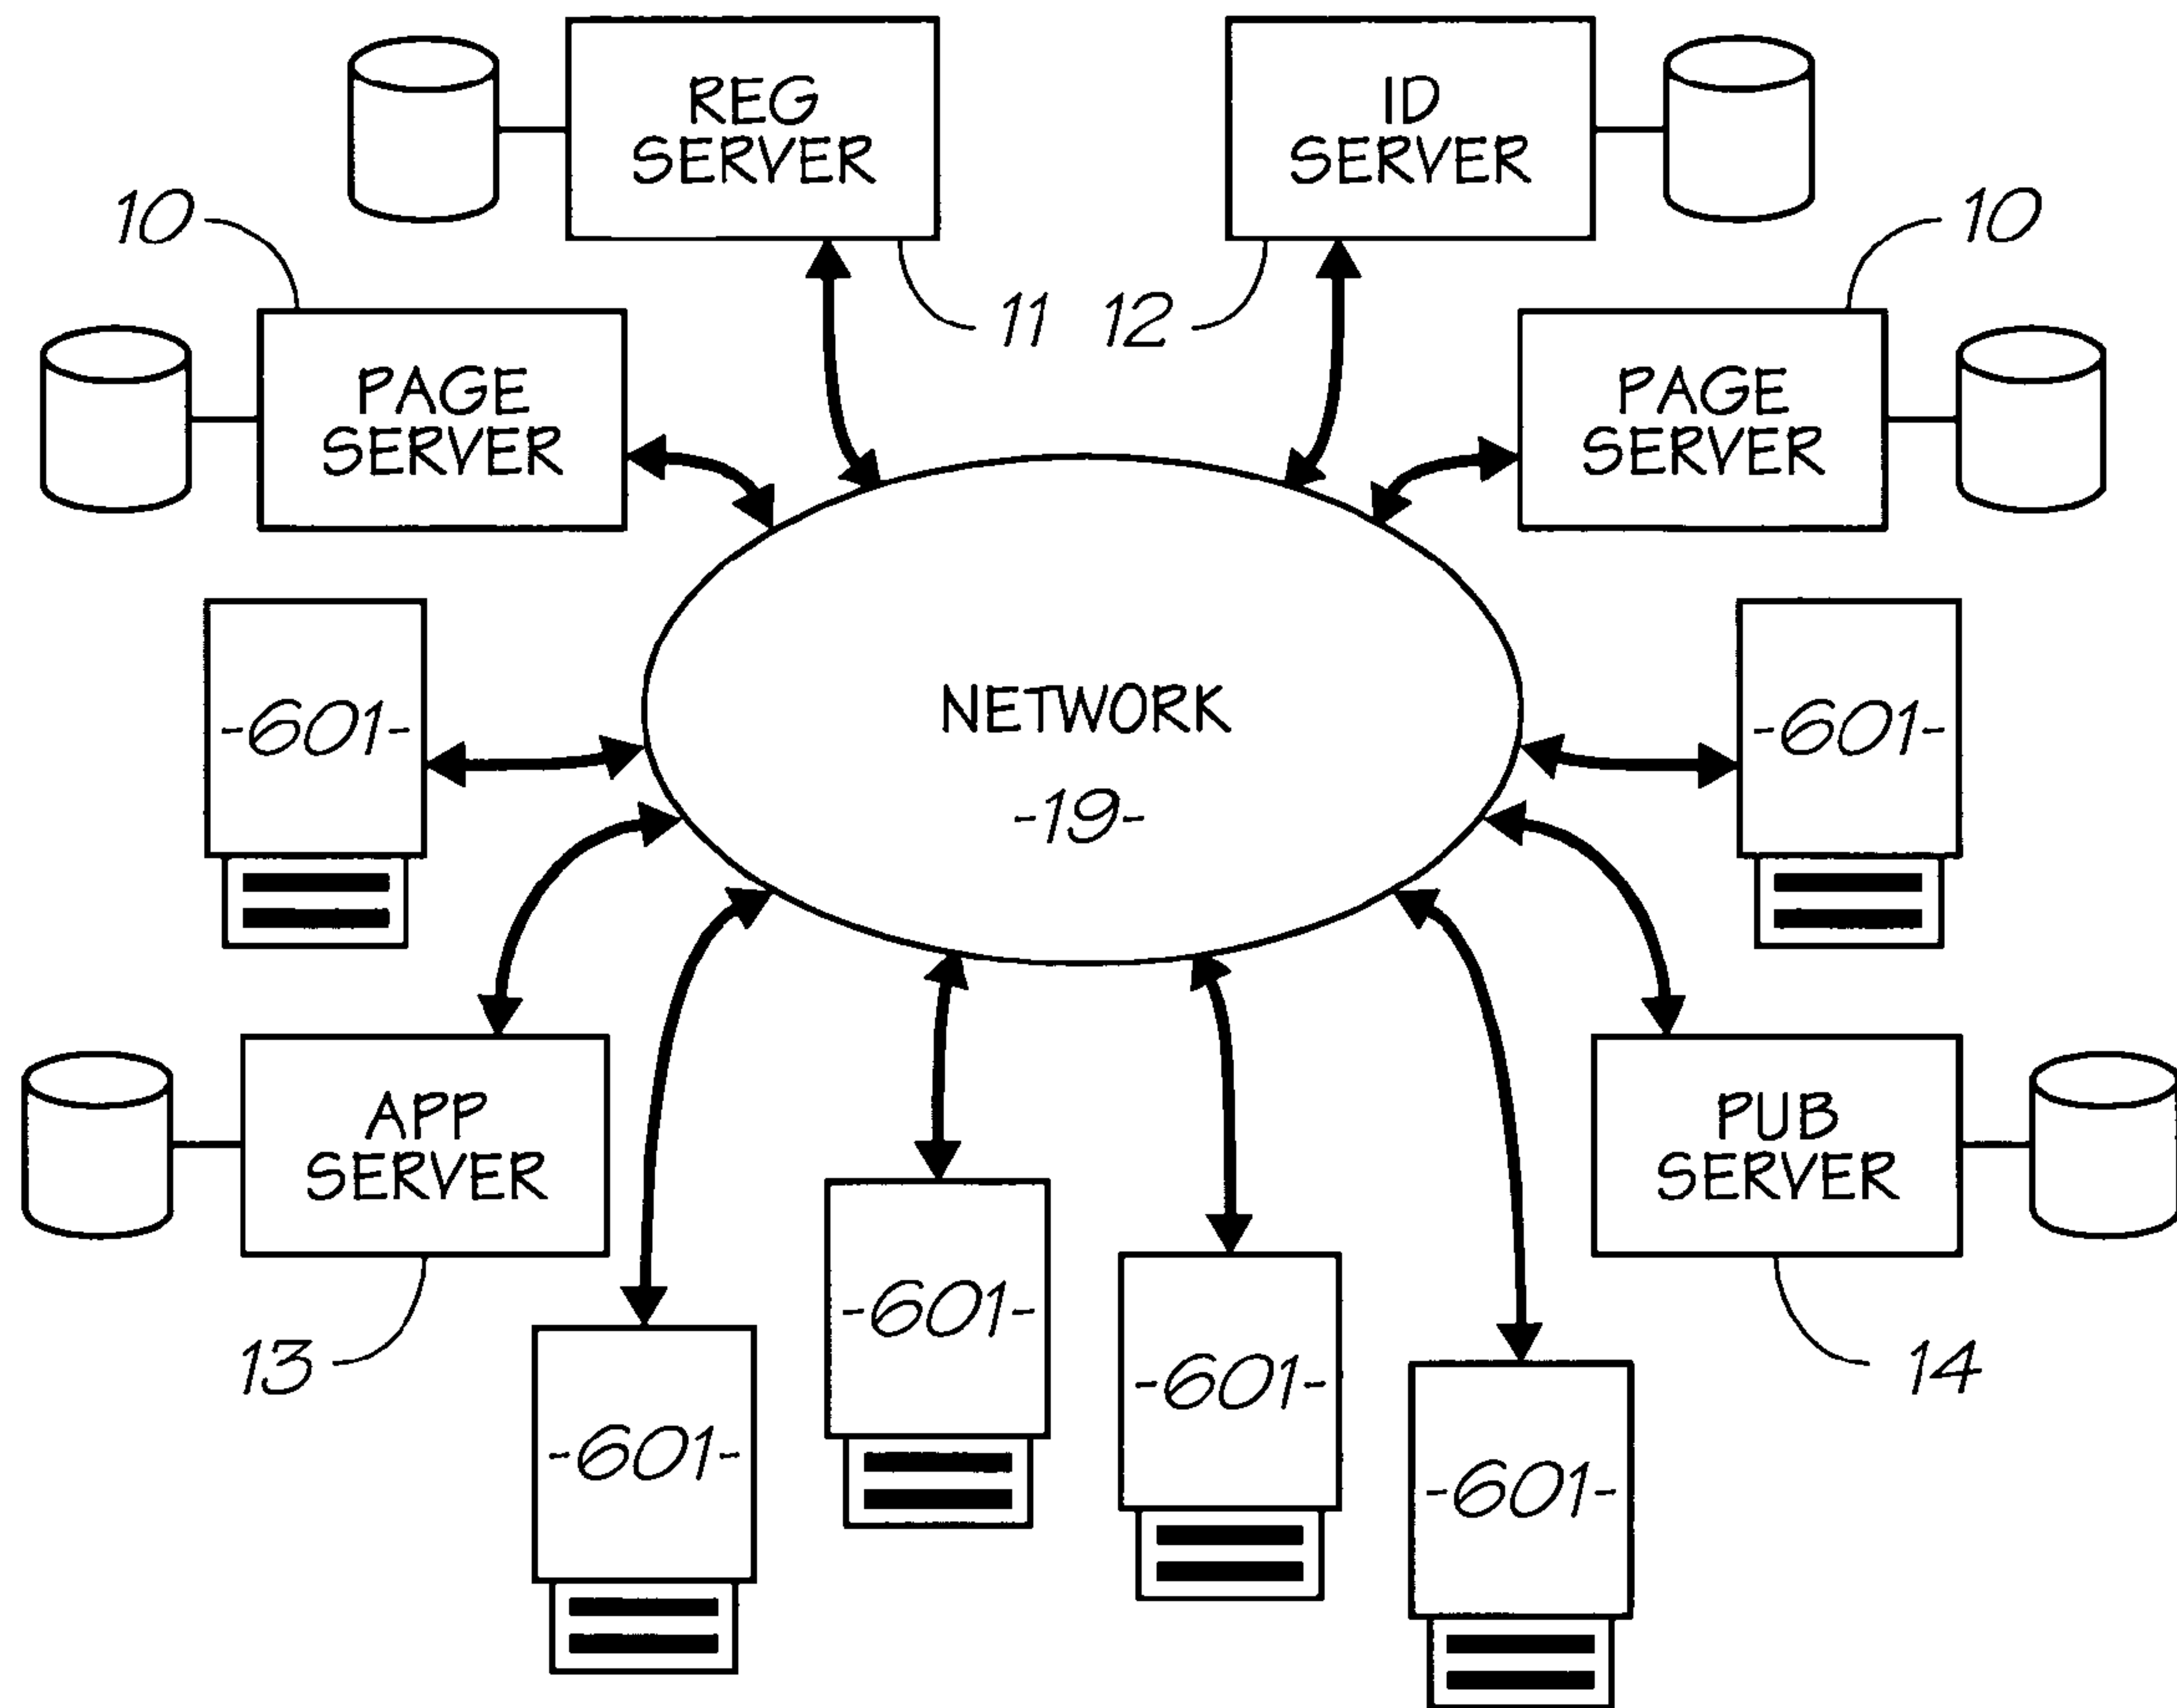 REG
SERVER
ID
SERVER
10
10
11
12
PAGE
SERVER
PAGE
SERVER
-601-
NETWORK
-19-
-601-
APP
SERVER
PUB
SERVER
13
14
-601-
-601-
-601-
-601-